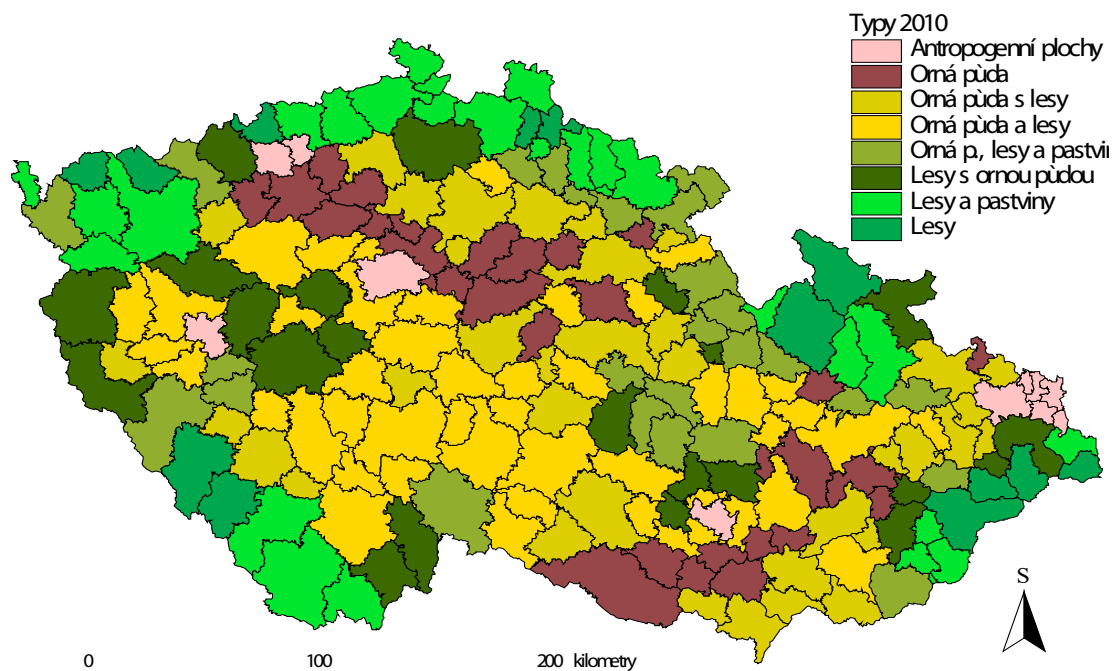 Typy 2010
Antropogenní plochy
Orná pùda
Orná pùda s lesy
Orná pùda a lesy
Orná p., lesy a pastvin
Lesy s ornou pùdou
Lesy a pastviny
Lesy
S
0 100 200 kilometry